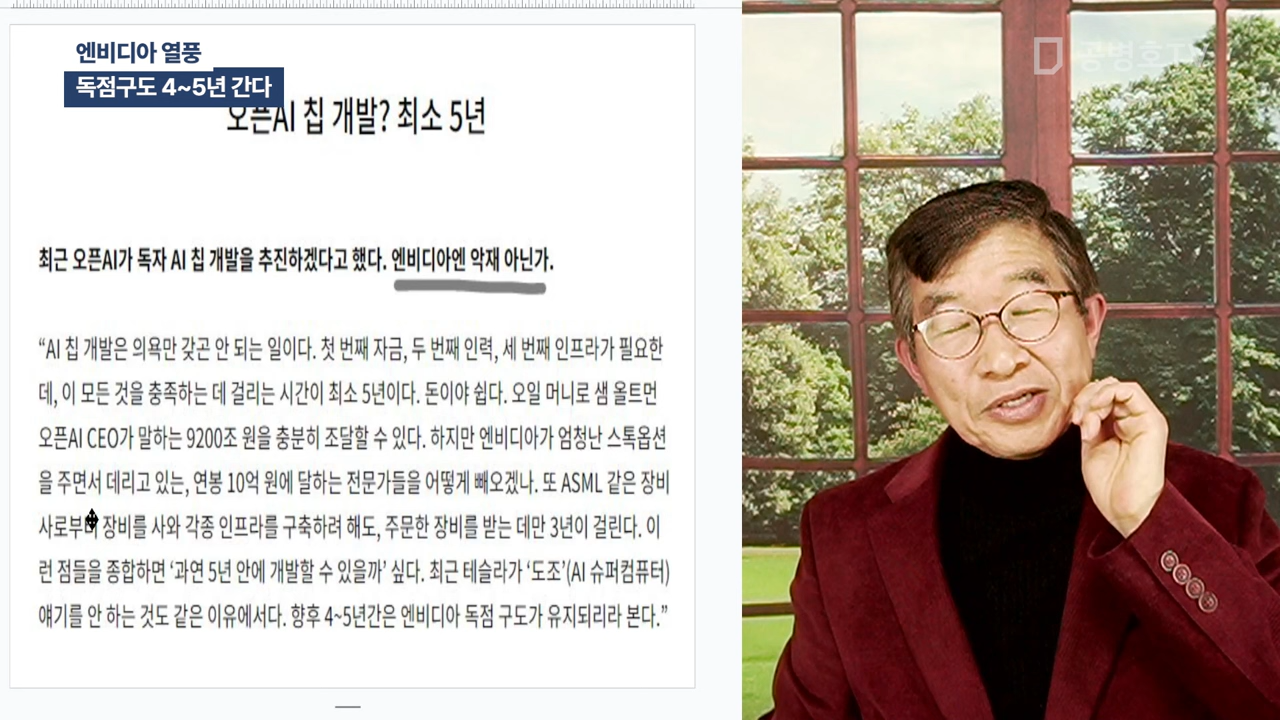 엔비디아 열풍
독점구도 4~5년 간다
오픈AI 칩 개발? 최소 5년
공병호TV
최근 오픈AI가 독자 AI 칩 개발을 추진하겠다고 했다. 엔비디아엔 악재 아닌가.
“AI 칩 개발은 의욕만 갖곤 안 되는 일이다. 첫 번째 자금, 두 번째 인력, 세 번째 인프라가 필요한
데, 이 모든 것을 충족하는 데 걸리는 시간이 최소 5년이다. 돈이야 쉽다. 오일 머니로 샘 올트먼
오픈AI CEO가 말하는 9200조 원을 충분히 조달할 수 있다. 하지만 엔비디아가 엄청난 스톡옵션
을 주면서 데리고 있는, 연봉 10억 원에 달하는 전문가들을 어떻게 빼오겠나. 또 ASML 같은 장비
사로부터 장비를 사와 각종 인프라를 구축하려 해도, 주문한 장비를 받는 데만 3년이 걸린다. 이
런 점들을 종합하면 ‘과연 5년 안에 개발할 수 있을까’ 싶다. 최근 테슬라가 ‘도조’(AI 슈퍼컴퓨터)
얘기를 안 하는 것도 같은 이유에서다. 향후 4~5년간은 엔비디아 독점 구도가 유지되리라 본다.”